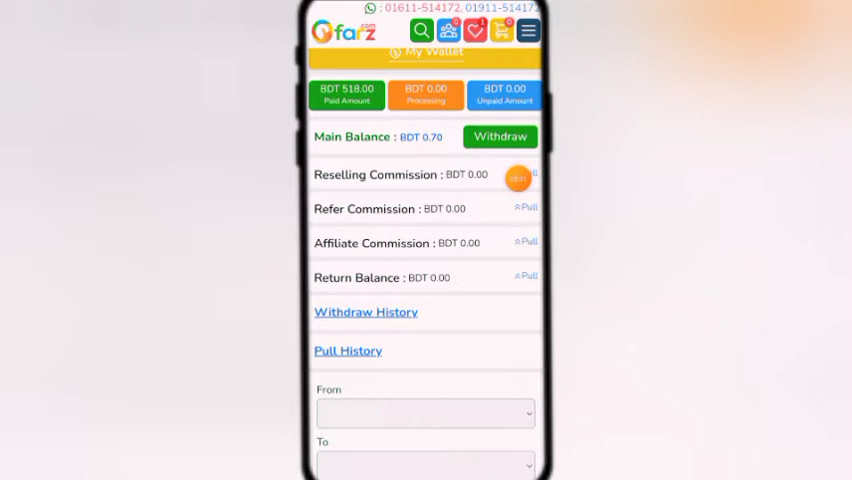 : 01611-514172, 01911-514172
farz.com
0
1
0
My Wallet
BDT 518.00
Paid Amount
BDT 0.00
Processing
BDT 0.00
Unpaid Amount
Main Balance : BDT 0.70
Withdraw
Reselling Commission : BDT 0.00
Refer Commission : BDT 0.00
Pull
Affiliate Commission : BDT 0.00
Pull
Return Balance : BDT 0.00
Pull
Withdraw History
Pull History
From
To